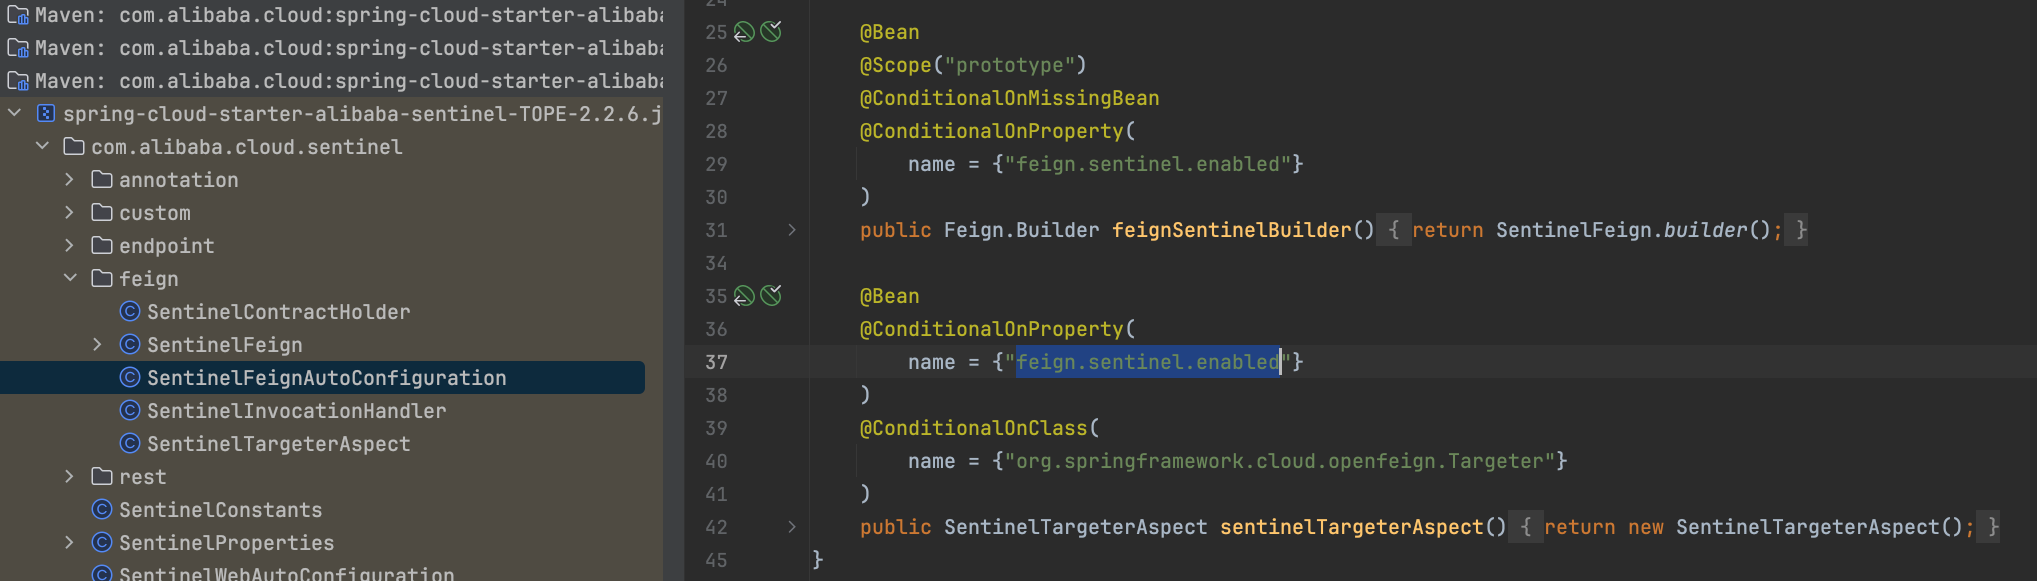 Maven: com.alibaba.cloud:spring-cloud-starter-alibaba
Maven: com.alibaba.cloud:spring-cloud-starter-alibaba
Maven: com.alibaba.cloud:spring-cloud-starter-alibaba
spring-cloud-starter-alibaba-sentinel-TOPE-2.2.6.j
com.alibaba.cloud.sentinel
annotation
custom
endpoint
feign
SentinelContractHolder
SentinelFeign
SentinelFeignAutoConfiguration
SentinelInvocationHandler
SentinelTargeterAspect
rest
SentinelConstants
SentinelProperties
SentinelWebAutoConfiguration
24
25 @Bean
26 @Scope("prototype")
27 @ConditionalOnMissingBean
28 @ConditionalOnProperty(
29 name = {"feign.sentinel.enabled"}
30 )
31 public Feign.Builder feignSentinelBuilder() { return SentinelFeign.builder(); }
34
35 @Bean
36 @ConditionalOnProperty(
37 name = {"feign.sentinel.enabled"}
38 )
39 @ConditionalOnClass(
40 name = {"org.springframework.cloud.openfeign.Targeter"}
41 )
42 public SentinelTargeterAspect sentinelTargeterAspect() { return new SentinelTargeterAspect(); }
45 }